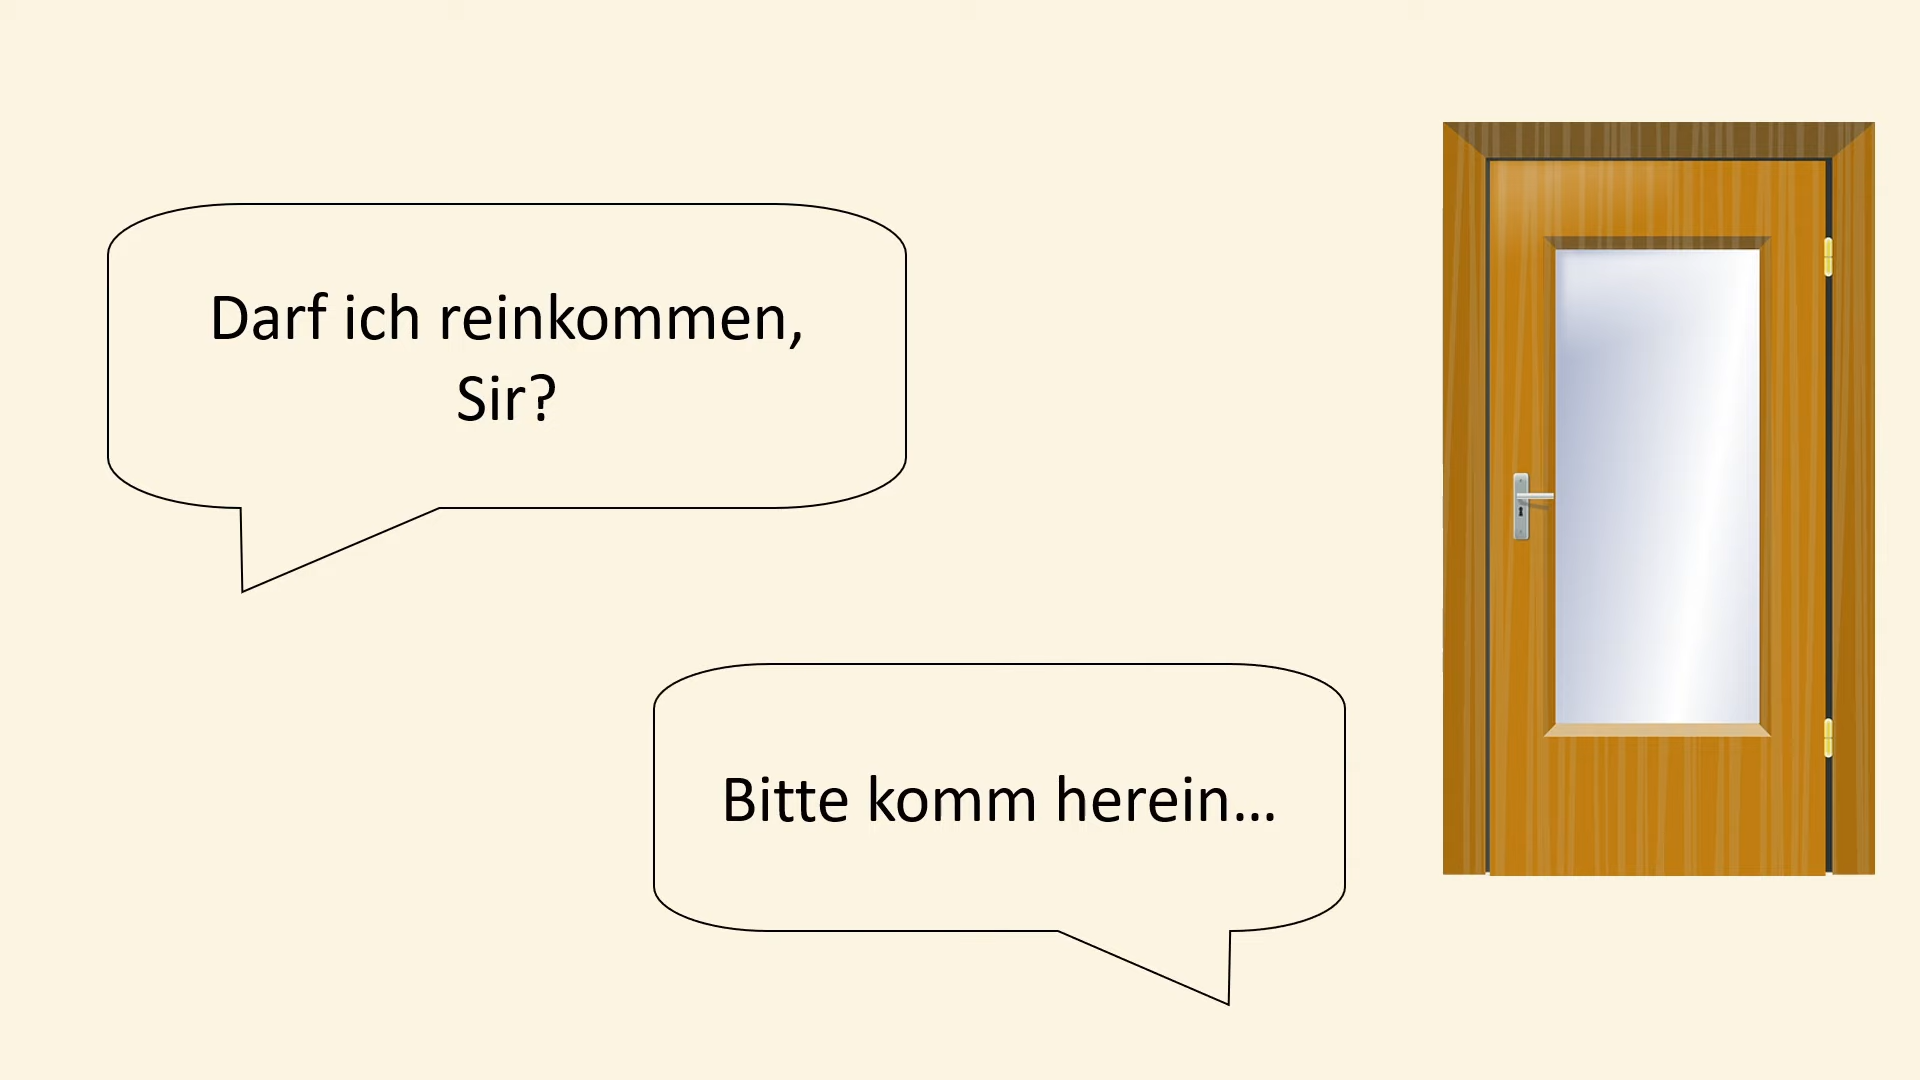 Darf ich reinkommen,
Sir?
Bitte komm herein...